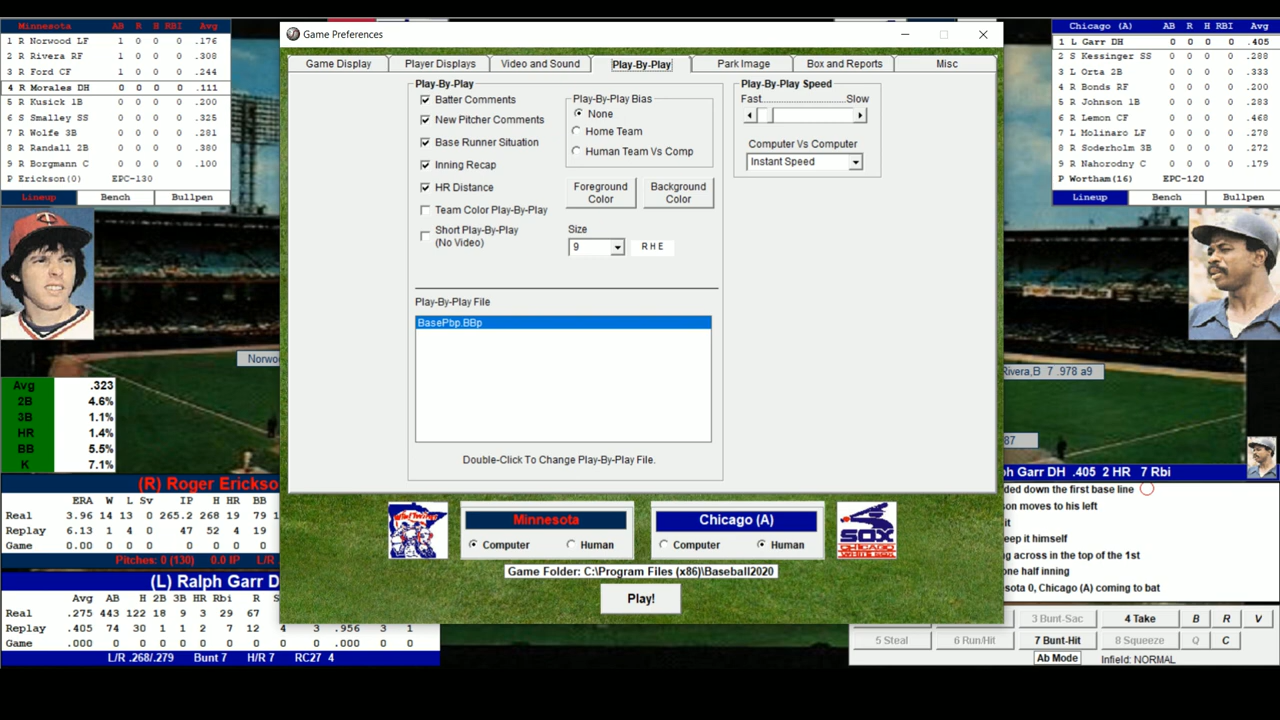 Minnesota AB R H RBI Avg
1 R Norwood LF 1 0 0 0 .176
2 R Rivera RF 1 0 0 0 .308
3 R Ford CF 1 0 0 0 .244
4 R Morales DH 0 0 0 0 .111
5 R Kusick 1B 0 0 0 0 .200
6 S Smalley SS 0 0 0 0 .325
7 R Wolfe 3B 0 0 0 0 .281
8 R Randall 2B 0 0 0 0 .380
9 R Borgmann C 0 0 0 0 .100
P Erickson(0) EPC-130
Lineup Bench Bullpen
Norwo
Avg .323
2B 4.6%
3B 1.1%
HR 1.4%
BB 5.5%
K 7.1%
(R) Roger Erickso
ERA W L Sv IP H HR BB
Real 3.96 14 13 0 265.2 268 19 79 1
Replay 6.13 1 4 0 47 52 4 19
Game 0.00 0 0 0 0 0 0 0
Pitches: 0 (130) 0.0 IP L/R
(L) Ralph Garr D
Avg AB H 2B 3B HR Rbi R S
Real .275 443 122 18 9 3 29 67
Replay .405 74 30 1 1 2 7 12 4 3 .956 3 1
Game .000 0 0 0 0 0 0 0 0 0 .000 0 0
L/R .268/.279 Bunt 7 H/R 7 RC27 4
Game Preferences
Game Display Player Displays Video and Sound Play-By-Play Park Image Box and Reports Misc
Play-By-Play
Batter Comments
New Pitcher Comments
Base Runner Situation
Inning Recap
HR Distance
Team Color Play-By-Play
Short Play-By-Play
(No Video)
Play-By-Play Bias
None
Home Team
Human Team Vs Comp
Foreground
Color
Background
Color
Size
9 R H E
Play-By-Play Speed
Fast..........................Slow
Computer Vs Computer
Instant Speed
Play-By-Play File
BasePbp.BBp
Double-Click To Change Play-By-Play File.
Minnesota
Computer Human
Chicago (A)
Computer Human
SOX
Game Folder: C:\Program Files (x86)\Baseball2020
Play!
Chicago (A) AB R H RBI Avg
1 L Garr DH 0 0 0 0 .405
2 S Kessinger SS 0 0 0 0 .288
3 L Orta 2B 0 0 0 0 .333
4 R Bonds RF 0 0 0 0 .200
5 R Johnson 1B 0 0 0 0 .283
6 R Lemon CF 0 0 0 0 .468
7 L Molinaro LF 0 0 0 0 .278
8 R Soderholm 3B 0 0 0 0 .272
9 R Nahorodny C 0 0 0 0 .179
P Wortham(16) EPC-120
Lineup Bench Bullpen
Rivera,B 7 .978 a9
87
ph Garr DH .405 2 HR 7 Rbi
ded down the first base line
son moves to his left
it
eep it himself
g across in the top of the 1st
one half inning
sota 0, Chicago (A) coming to bat
3 Bunt-Sac 4 Take B R V
5 Steal 6 Run/Hit 7 Bunt-Hit 8 Squeeze Q C
Ab Mode Infield: NORMAL